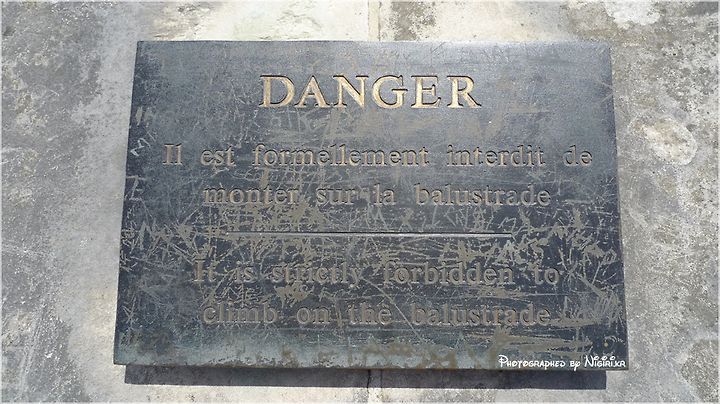 DANGER
Il est formellement interdit de
monter sur la balustrade
It is strictly forbidden to
climb on the balustrade
Photographed by Nigirika